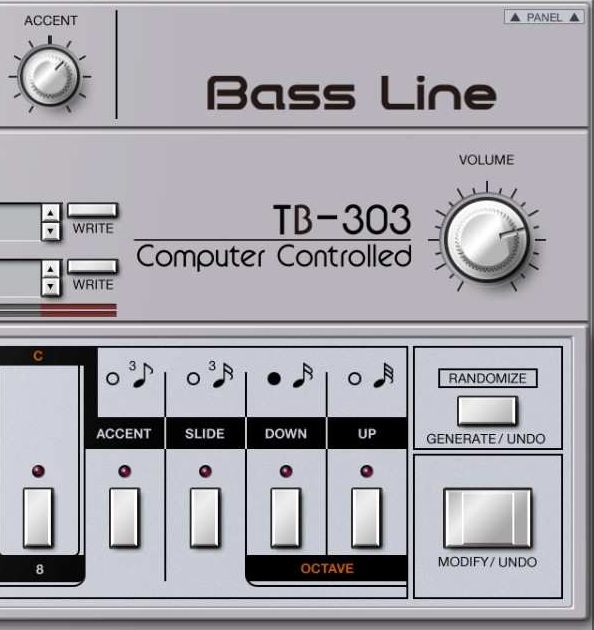 ACCENT
▲ PANEL ▲
Bass Line
VOLUME
TB-303
Computer Controlled
WRITE
WRITE
C
3
3
ACCENT
SLIDE
DOWN
UP
RANDOMIZE
GENERATE/UNDO
8
OCTAVE
MODIFY/UNDO